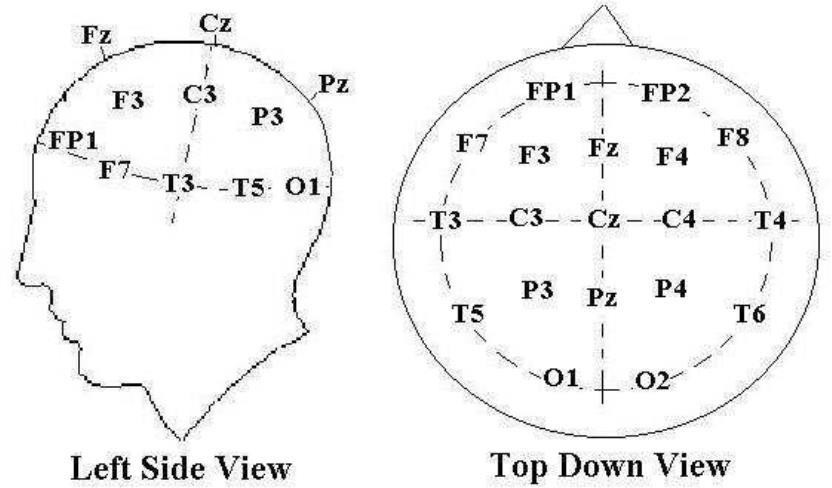 Cz
Fz
Pz
F3 C3 P3
FP1
F7 T3 T5 O1
Left Side View
FP1 FP2
F7 F3 Fz F4 F8
T3 C3 Cz C4 T4
P3 Pz P4
T5 T6
O1 O2
Top Down View